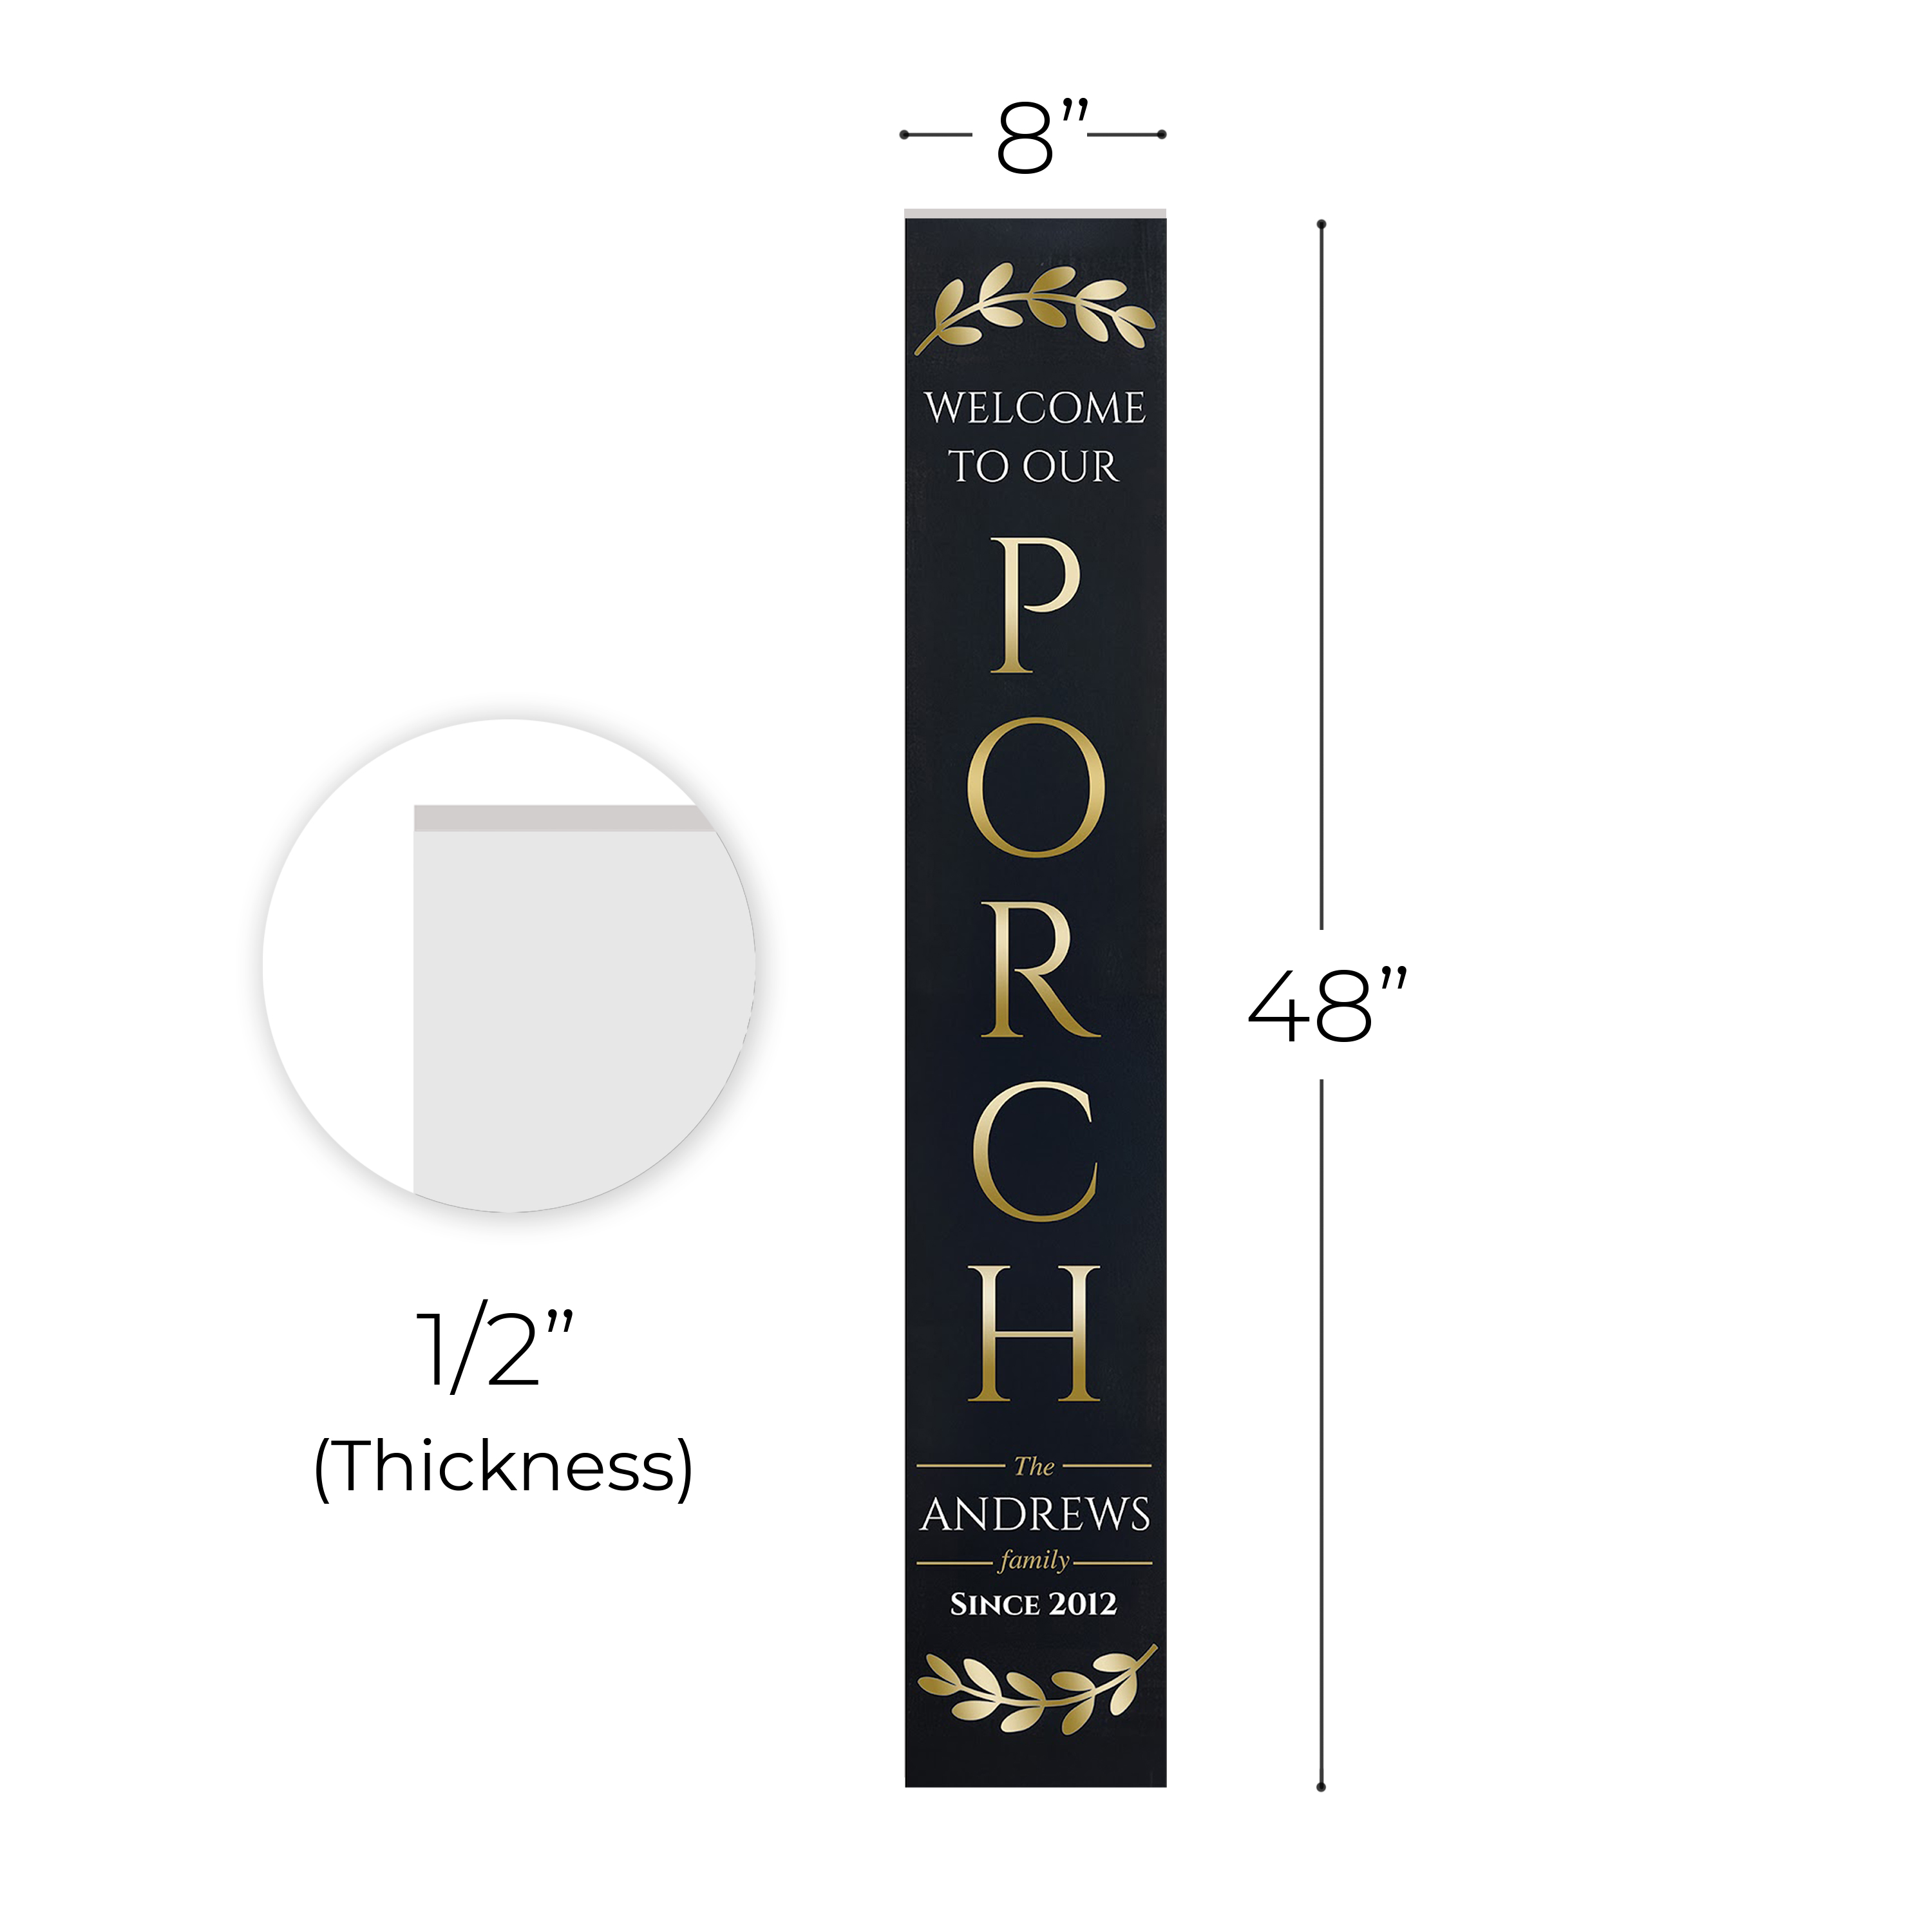 8”
WELCOME
TO OUR
P
O
R
C
H
The
ANDREWS
family
SINCE 2012
48”
1/2”
(Thickness)